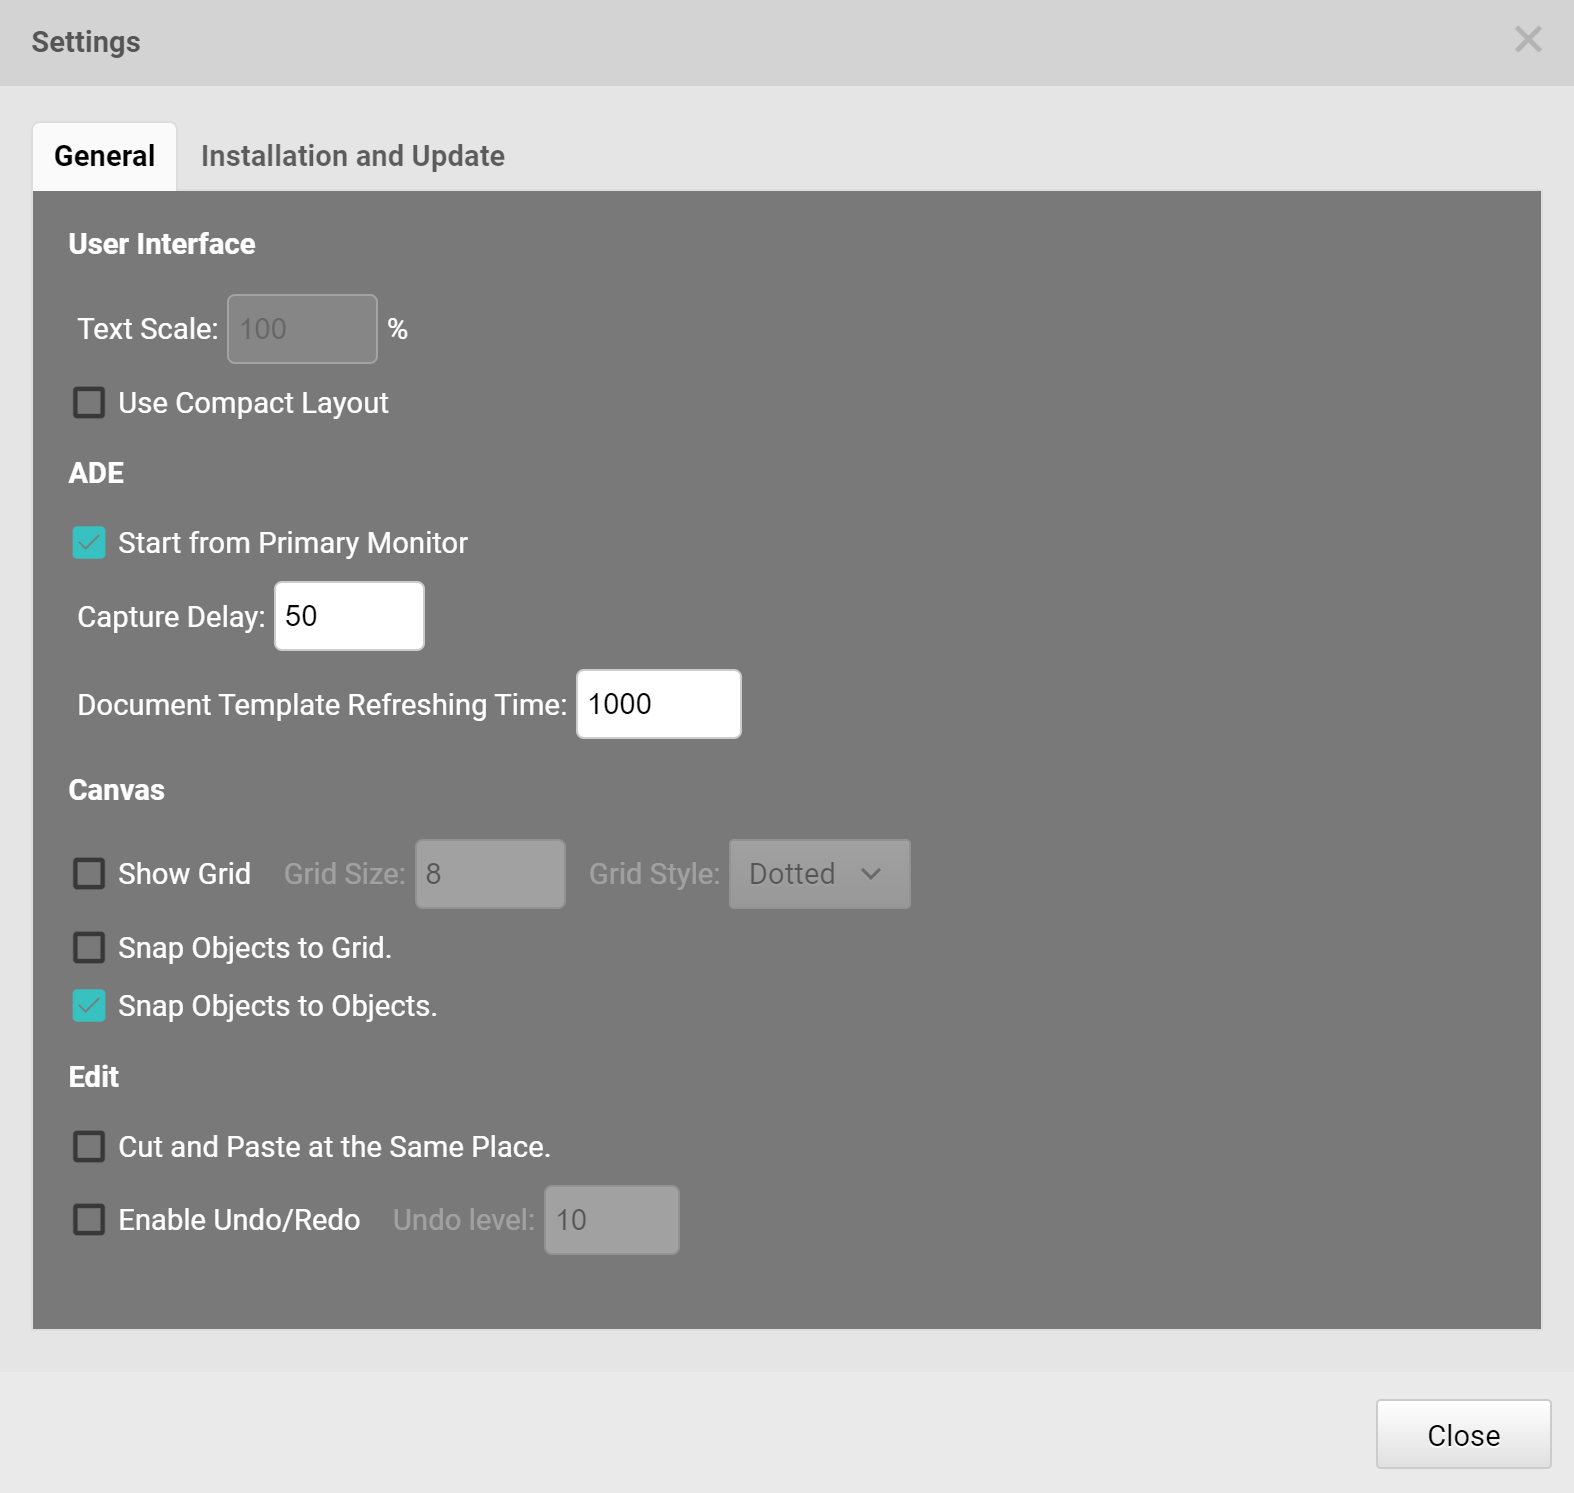 Settings
General Installation and Update
User Interface
Text Scale: 100 %
Use Compact Layout
ADE
Start from Primary Monitor
Capture Delay: 50
Document Template Refreshing Time: 1000
Canvas
Show Grid Grid Size: 8 Grid Style: Dotted
Snap Objects to Grid.
Snap Objects to Objects.
Edit
Cut and Paste at the Same Place.
Enable Undo/Redo Undo level: 10
Close